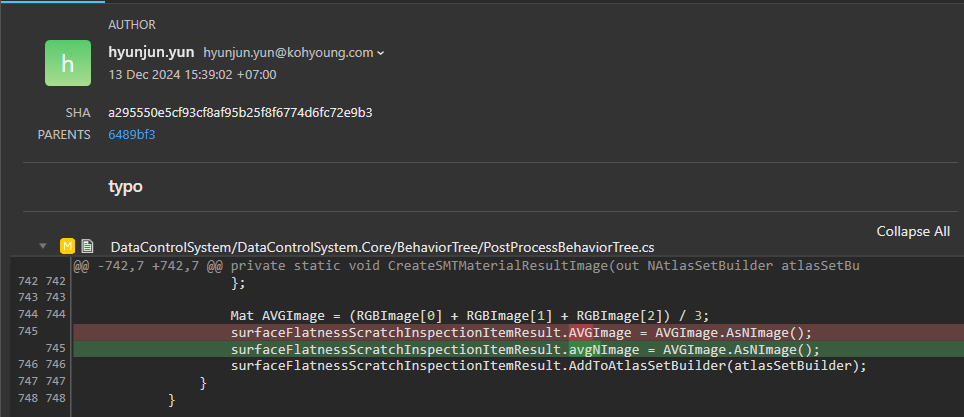 AUTHOR
h
hyunjun.yun hyunjun.yun@kohyoung.com
13 Dec 2024 15:39:02 +07:00
SHA a295550e5cf93cf8af95b25f8f6774d6fc72e9b3
PARENTS 6489bf3
typo
Collapse All
M DataControlSystem/DataControlSystem.Core/BehaviorTree/PostProcessBehaviorTree.cs
@@ -742,7 +742,7 @@ private static void CreateSMTMaterialResultImage(out NAtlasSetBuilder atlasSetBu
742 742 };
743 743
744 744 Mat AVGImage = (RGBImage[0] + RGBImage[1] + RGBImage[2]) / 3;
745 surfaceFlatnessScratchInspectionItemResult.AVGImage = AVGImage.AsNImage();
745 surfaceFlatnessScratchInspectionItemResult.avgNImage = AVGImage.AsNImage();
746 746 surfaceFlatnessScratchInspectionItemResult.AddToAtlasSetBuilder(atlasSetBuilder);
747 747 }
748 748 }